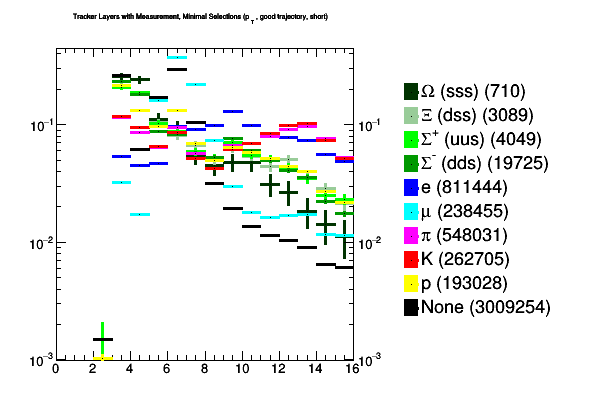 Tracker Layers with Measurement, Minimal Selections (p_T, good trajectory, short)
10⁻¹
10⁻²
10⁻³
10⁻¹
10⁻²
10⁻³
0 2 4 6 8 10 12 14 16
Ω (sss) (710)
Ξ (dss) (3089)
Σ⁺ (uus) (4049)
Σ⁻ (dds) (19725)
e (811444)
μ (238455)
π (548031)
K (262705)
p (193028)
None (3009254)